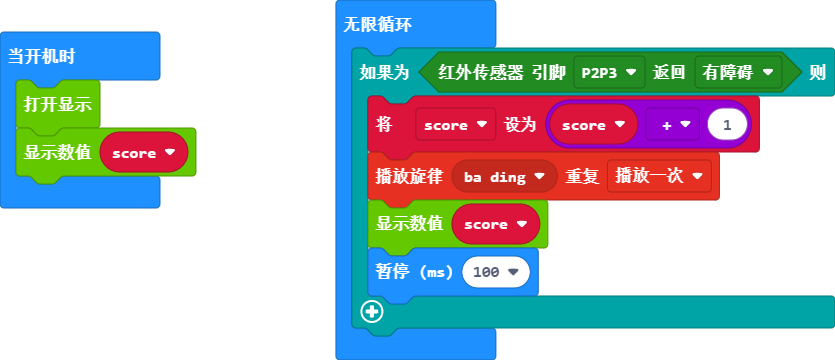 当开机时
打开显示
显示数值 score
无限循环
如果为 红外传感器 引脚 P2P3 返回 有障碍 则
将 score 设为 score + 1
播放旋律 ba ding 重复 播放一次
显示数值 score
暂停 (ms) 100